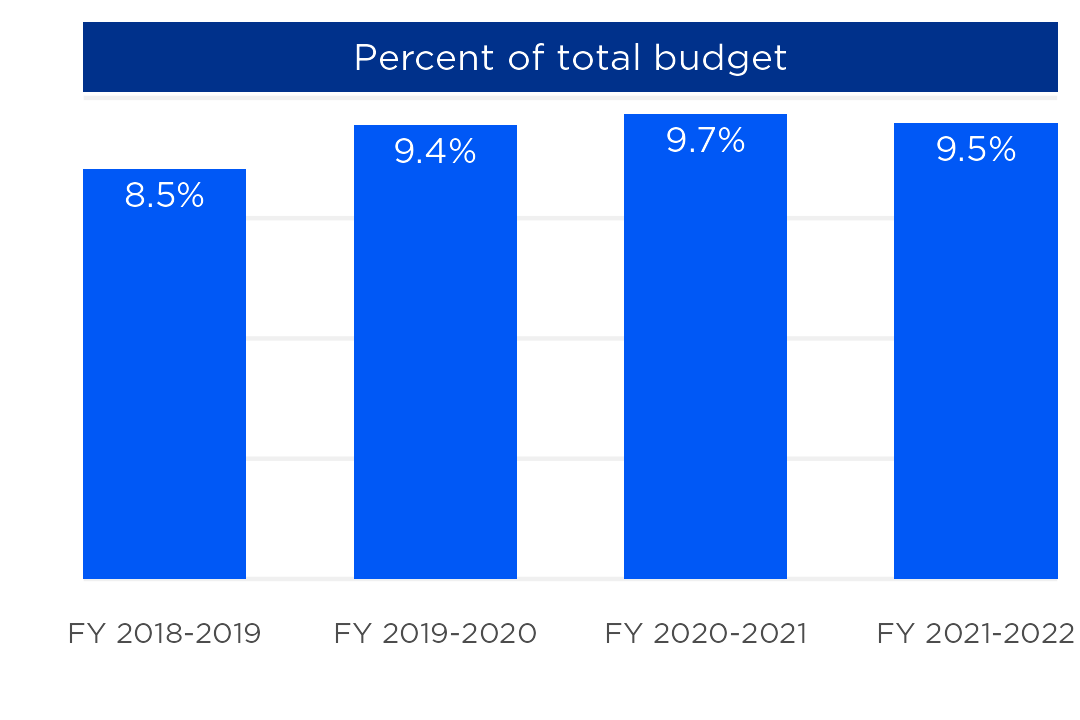 Percent of total budget
8.5%
9.4%
9.7%
9.5%
FY 2018-2019
FY 2019-2020
FY 2020-2021
FY 2021-2022